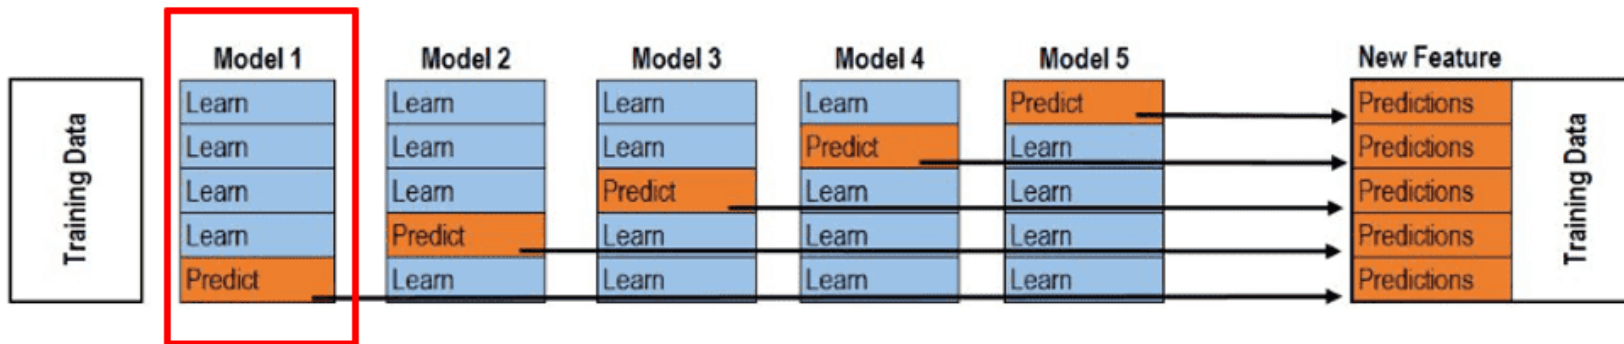 Model 1 Model 2 Model 3 Model 4 Model 5 New Feature
Training Data
Learn Learn Learn Learn Predict Predictions
Learn Learn Learn Predict Learn Predictions
Learn Learn Predict Learn Learn Predictions
Learn Predict Learn Learn Learn Predictions
Predict Learn Learn Learn Learn Predictions
Training Data